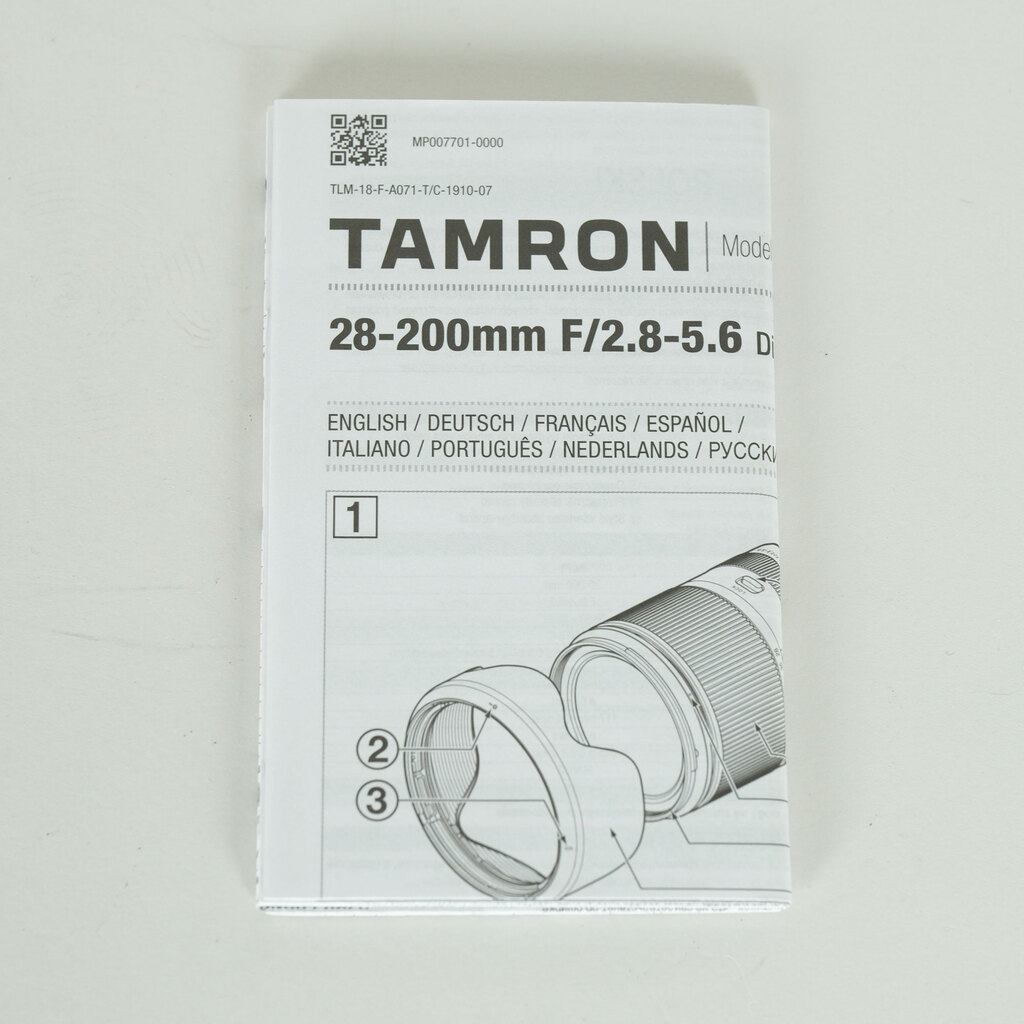 MP007701-0000
TLM-18-F-A071-T/C-1910-07
TAMRON | Mode
28-200mm F/2.8-5.6 Di
ENGLISH / DEUTSCH / FRANÇAIS / ESPAÑOL /
ITALIANO / PORTUGUÊS / NEDERLANDS / РУССКИ
1
LOCK
2
3